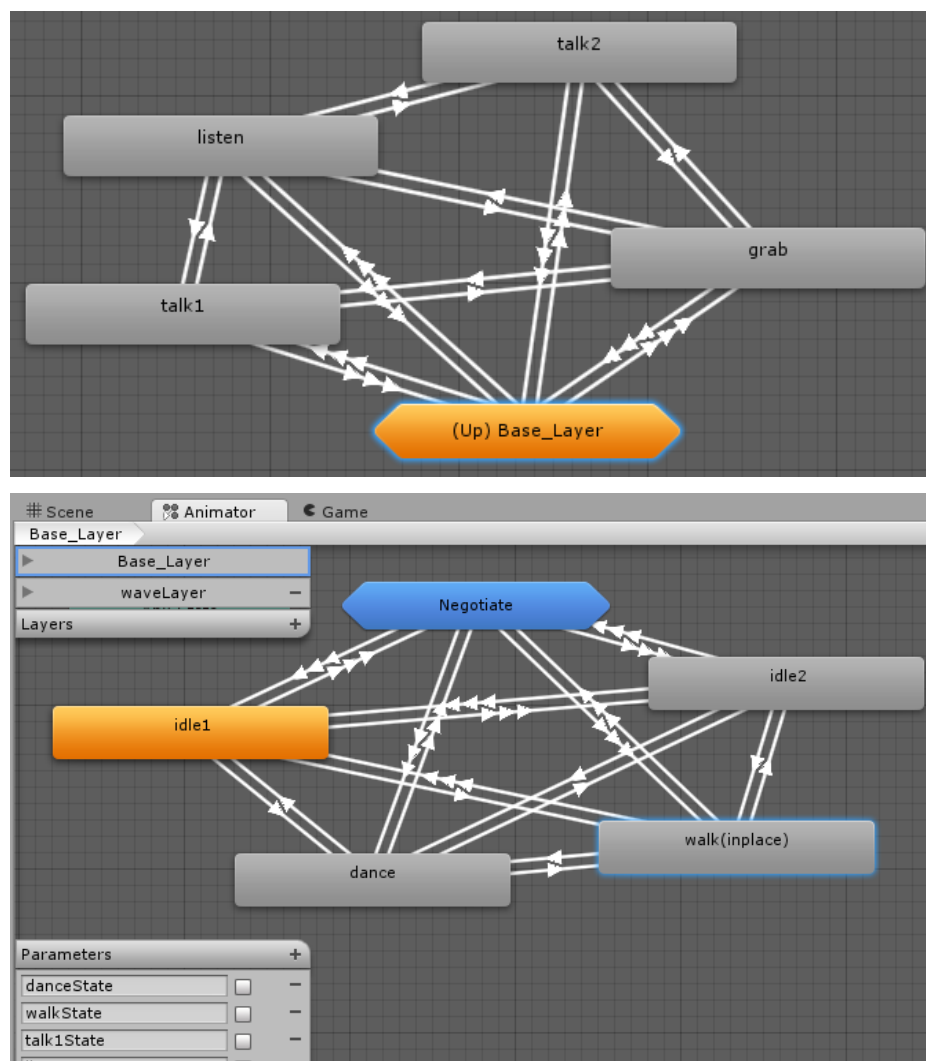 talk2
listen
grab
talk1
(Up) Base_Layer
Scene Animator Game
Base_Layer
Base_Layer
waveLayer
Layers
Negotiate
idle2
idle1
walk(inplace)
dance
Parameters
danceState
walkState
talk1State